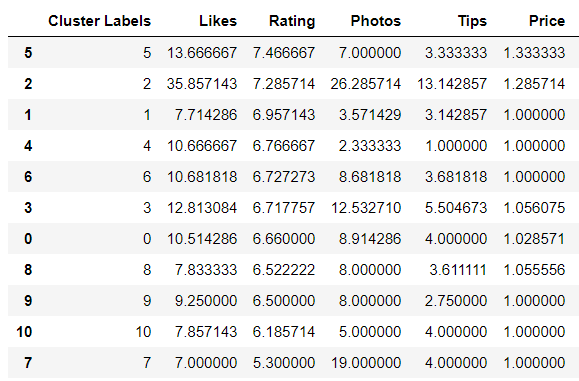 Cluster Labels Likes Rating Photos Tips Price
5 5 13.666667 7.466667 7.000000 3.333333 1.333333
2 2 35.857143 7.285714 26.285714 13.142857 1.285714
1 1 7.714286 6.957143 3.571429 3.142857 1.000000
4 4 10.666667 6.766667 2.333333 1.000000 1.000000
6 6 10.681818 6.727273 8.681818 3.681818 1.000000
3 3 12.813084 6.717757 12.532710 5.504673 1.056075
0 0 10.514286 6.660000 8.914286 4.000000 1.028571
8 8 7.833333 6.522222 8.000000 3.611111 1.055556
9 9 9.250000 6.500000 8.000000 2.750000 1.000000
10 10 7.857143 6.185714 5.000000 4.000000 1.000000
7 7 7.000000 5.300000 19.000000 4.000000 1.000000